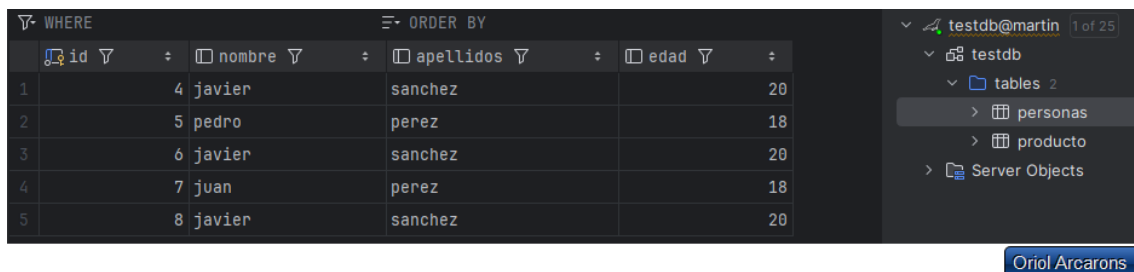 WHERE ORDER BY
id nombre apellidos edad
1 4 javier sanchez 20
2 5 pedro perez 18
3 6 javier sanchez 20
4 7 juan perez 18
5 8 javier sanchez 20
testdb@martin 1 of 25
testdb
tables 2
personas
producto
Server Objects
Oriol Arcarons